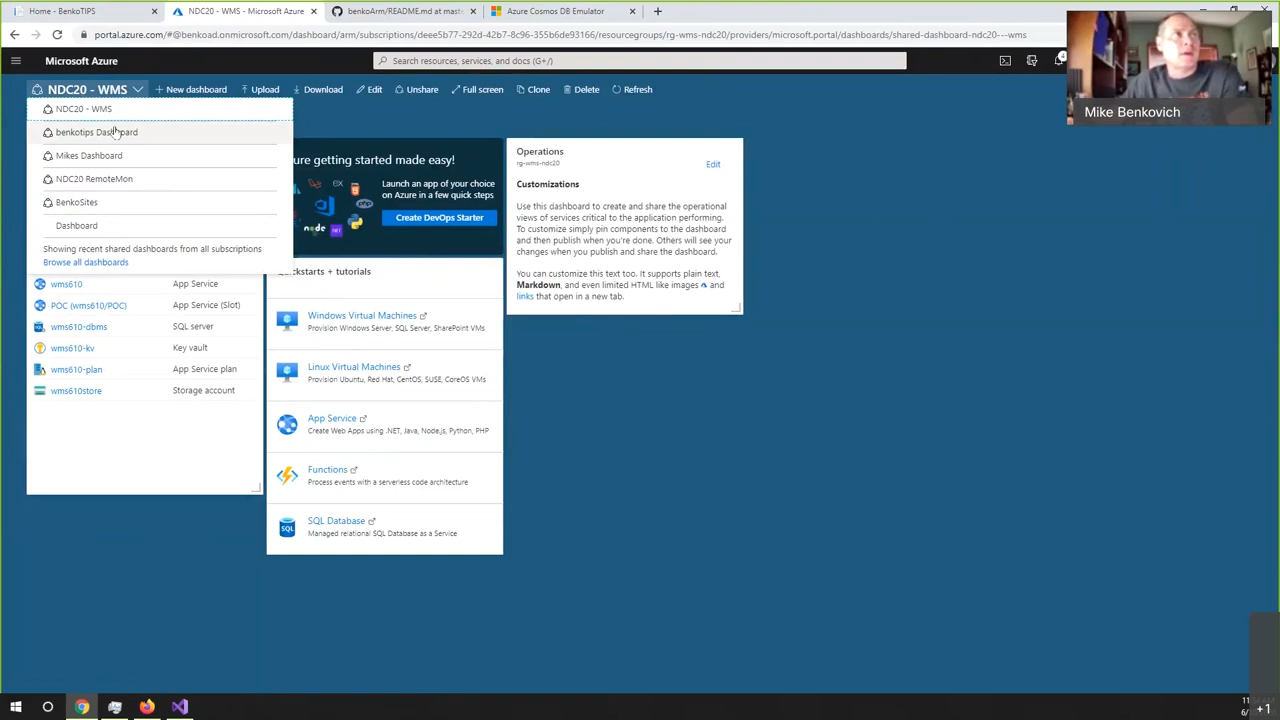 Home - BenkoTIPS
NDC20 - WMS - Microsoft Azure
benkoArm/README.md at mast
Azure Cosmos DB Emulator
portal.azure.com/#@benkoad.onmicrosoft.com/dashboard/arm/subscriptions/deee5b77-292d-42b7-8c96-355b6de93166/resourcegroups/rg-wms-ndc20/providers/microsoft.portal/dashboards/shared-dashboard-ndc20---wms
Microsoft Azure
Search resources, services, and docs (G+/)
NDC20 - WMS
New dashboard
Upload
Download
Edit
Unshare
Full screen
Clone
Delete
Refresh
Mike Benkovich
NDC20 - WMS
benkotips Dashboard
Mikes Dashboard
NDC20 RemoteMon
BenkoSites
Dashboard
Showing recent shared dashboards from all subscriptions
Browse all dashboards
wms610 App Service
POC (wms610/POC) App Service (Slot)
wms610-dbms SQL server
wms610-kv Key vault
wms610-plan App Service plan
wms610store Storage account
ure getting started made easy!
Launch an app of your choice
on Azure in a few quick steps
Create DevOps Starter
ex
php
node
NET
Quickstarts + tutorials
Windows Virtual Machines
Provision Windows Server, SQL Server, SharePoint VMs
Linux Virtual Machines
Provision Ubuntu, Red Hat, CentOS, SUSE, CoreOS VMs
App Service
Create Web Apps using .NET, Java, Node.js, Python, PHP
Functions
Process events with a serverless code architecture
SQL
SQL Database
Managed relational SQL Database as a Service
Operations
rg-wms-ndc20
Edit
Customizations
Use this dashboard to create and share the operational
views of services critical to the application performing.
To customize simply pin components to the dashboard
and then publish when you're done. Others will see your
changes when you publish and share the dashboard.
You can customize this text too. It supports plain text,
Markdown, and even limited HTML like images and
links that open in a new tab.
+1